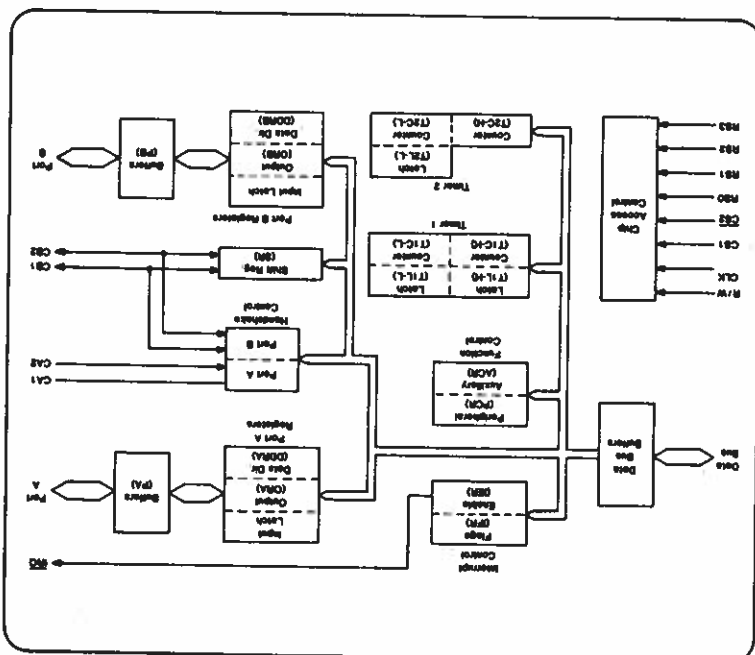 Interrupt
Control
Flags
(IFR)
Enable
(IER)
IRQ
Data
Bus
Data
Bus
Buffers
Peripheral
(PCR)
Auxiliary
(ACR)
Function
Control
Input
Latch
Output
(ORA)
Data Dir
(DDRA)
Port A
Registers
Buffers
(PA)
Port
A
R/W
CLK
CS1
CS2
RS0
RS1
RS2
RS3
Chip
Access
Control
Latch
(T1L-H)
Latch
(T1L-L)
Counter
(T1C-H)
Counter
(T1C-L)
Timer 1
Timer 2
Latch
(T2L-L)
Counter
(T2C-H)
Counter
(T2C-L)
Port A
Port B
Handshake
Control
CA1
CA2
CB1
CB2
Shift Reg.
(SR)
Port B Registers
Input Latch
Output
(ORB)
Data Dir
(DDRB)
Buffers
(PB)
Port
B